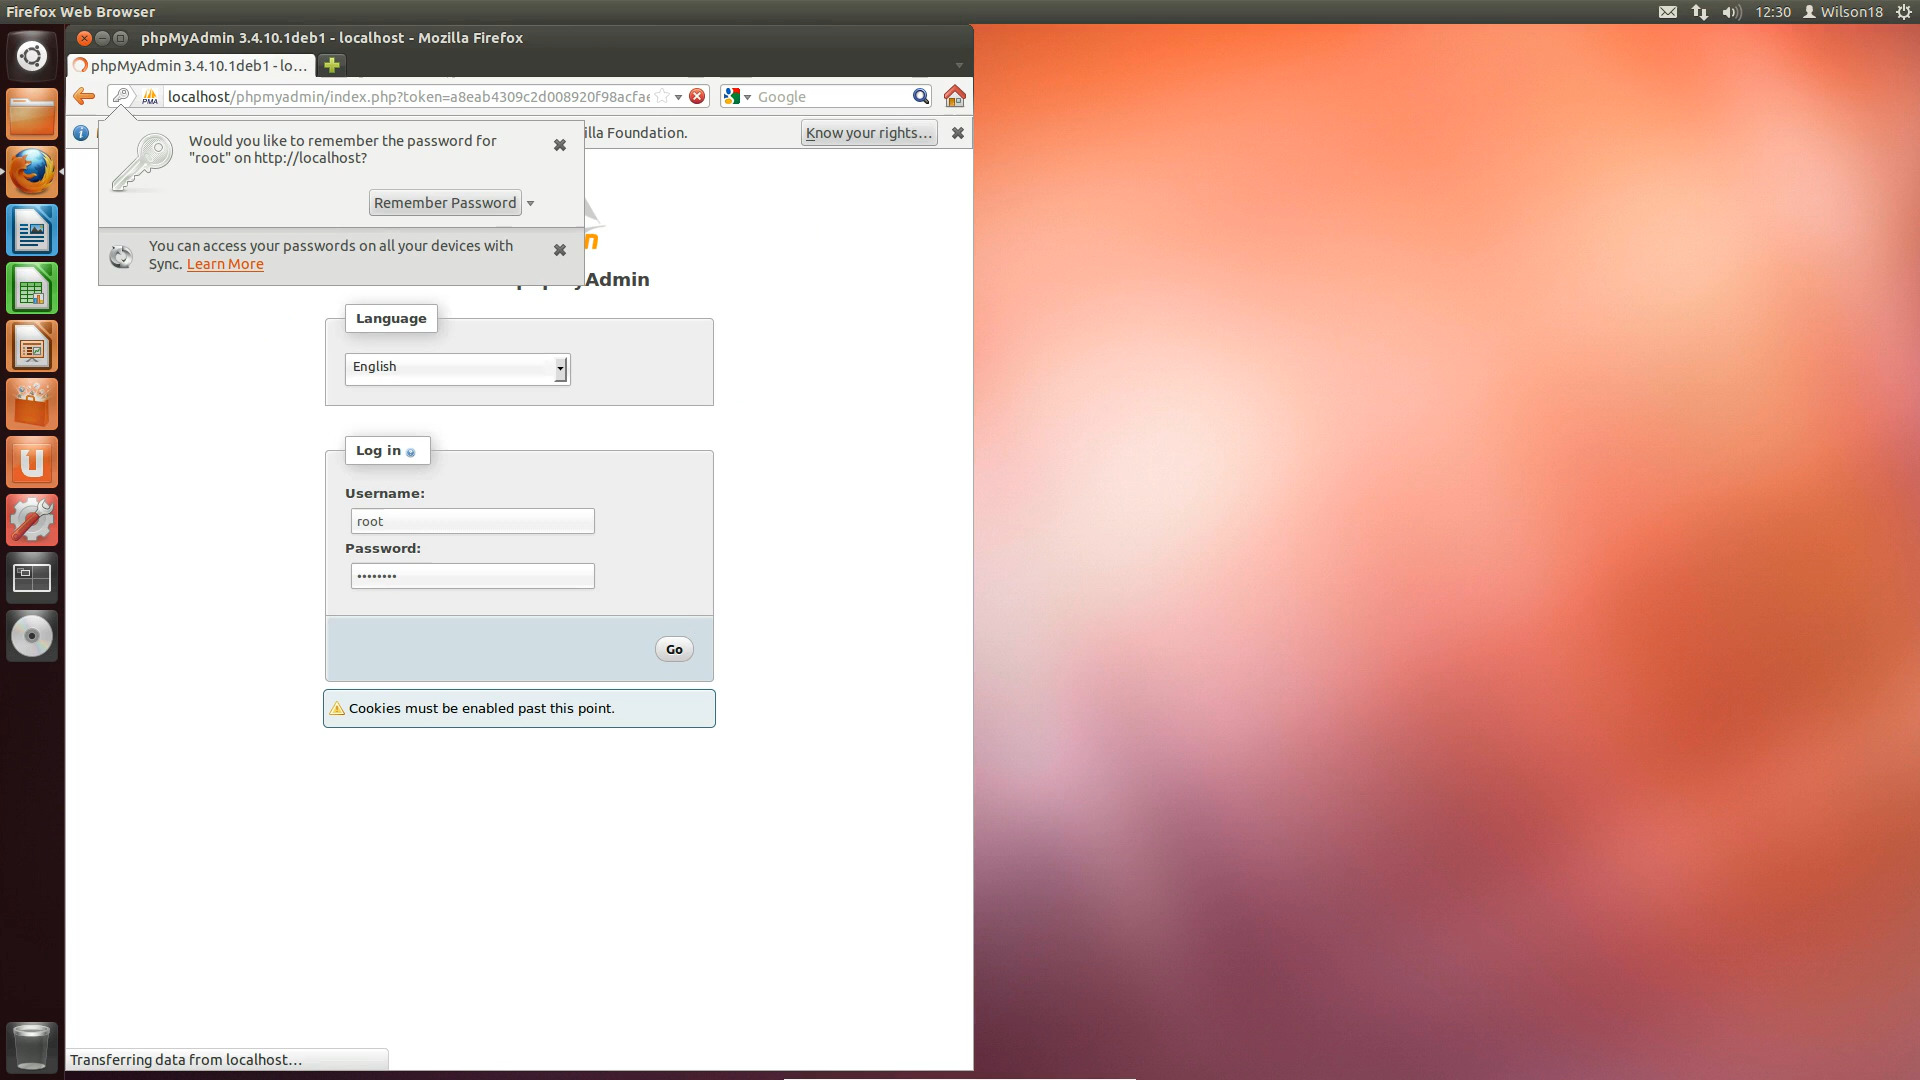 Firefox Web Browser
12:30
Wilson18
phpMyAdmin 3.4.10.1deb1 - localhost - Mozilla Firefox
phpMyAdmin 3.4.10.1deb1 - lo...
PMA
localhost/phpmyadmin/index.php?token=a8eab4309c2d008920f98acfae
Google
Would you like to remember the password for
"root" on http://localhost?
illa Foundation.
Know your rights...
Remember Password
You can access your passwords on all your devices with
Sync. Learn More
Admin
Language
English
Log in
Username:
root
Password:
••••••••
Go
Cookies must be enabled past this point.
Transferring data from localhost...